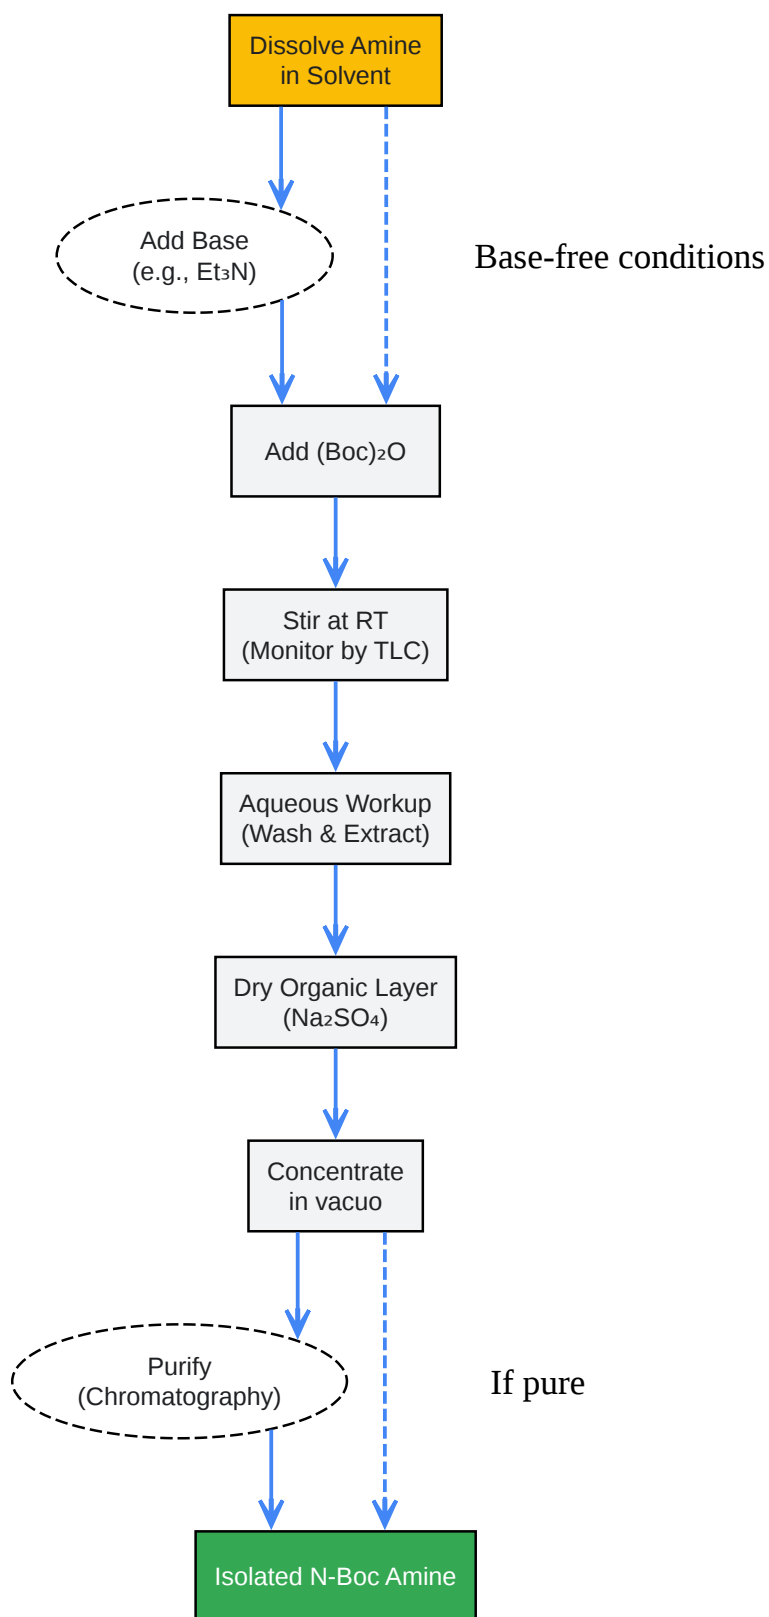 Dissolve Amine
in Solvent
Add Base
(e.g., Et₃N)
Base-free conditions
Add (Boc)₂O
Stir at RT
(Monitor by TLC)
Aqueous Workup
(Wash & Extract)
Dry Organic Layer
(Na₂SO₄)
Concentrate
in vacuo
Purify
(Chromatography)
If pure
Isolated N-Boc Amine